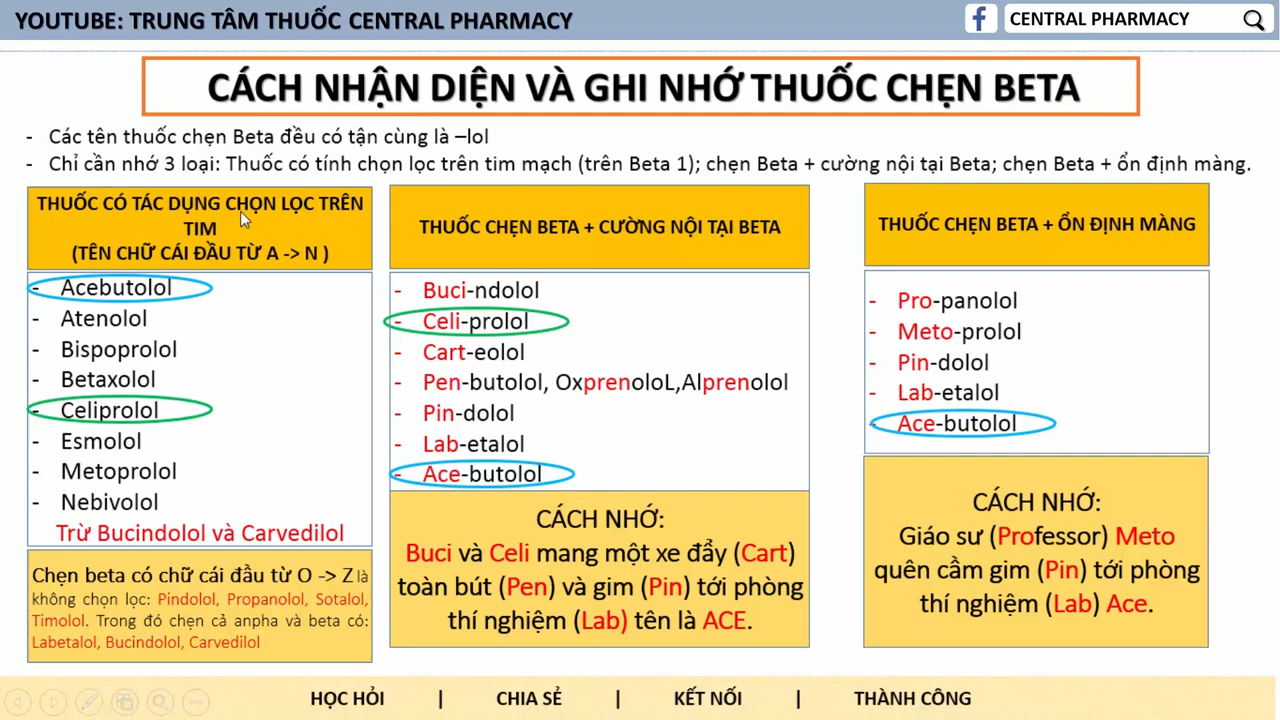 YOUTUBE: TRUNG TÂM THUỐC CENTRAL PHARMACY
CENTRAL PHARMACY
CÁCH NHẬN DIỆN VÀ GHI NHỚ THUỐC CHẸN BETA
- Các tên thuốc chẹn Beta đều có tận cùng là –lol
- Chỉ cần nhớ 3 loại: Thuốc có tính chọn lọc trên tim mạch (trên Beta 1); chẹn Beta + cường nội tại Beta; chẹn Beta + ổn định màng.
THUỐC CÓ TÁC DỤNG CHỌN LỌC TRÊN
TIM
(TÊN CHỮ CÁI ĐẦU TỪ A -> N )
- Acebutolol
- Atenolol
- Bispoprolol
- Betaxolol
- Celiprolol
- Esmolol
- Metoprolol
- Nebivolol
Trừ Bucindolol và Carvedilol
Chẹn beta có chữ cái đầu từ O -> Z là
không chọn lọc: Pindolol, Propanolol, Sotalol,
Timolol. Trong đó chẹn cả anpha và beta có:
Labetalol, Bucindolol, Carvedilol
THUỐC CHẸN BETA + CƯỜNG NỘI TẠI BETA
- Buci-ndolol
- Celi-prolol
- Cart-eolol
- Pen-butolol, OxprenoloL,Alprenolol
- Pin-dolol
- Lab-etalol
- Ace-butolol
CÁCH NHỚ:
Buci và Celi mang một xe đẩy (Cart)
toàn bút (Pen) và gim (Pin) tới phòng
thí nghiệm (Lab) tên là ACE.
THUỐC CHẸN BETA + ỔN ĐỊNH MÀNG
- Pro-panolol
- Meto-prolol
- Pin-dolol
- Lab-etalol
- Ace-butolol
CÁCH NHỚ:
Giáo sư (Professor) Meto
quên cầm gim (Pin) tới phòng
thí nghiệm (Lab) Ace.
HỌC HỎI | CHIA SẺ | KẾT NỐI | THÀNH CÔNG